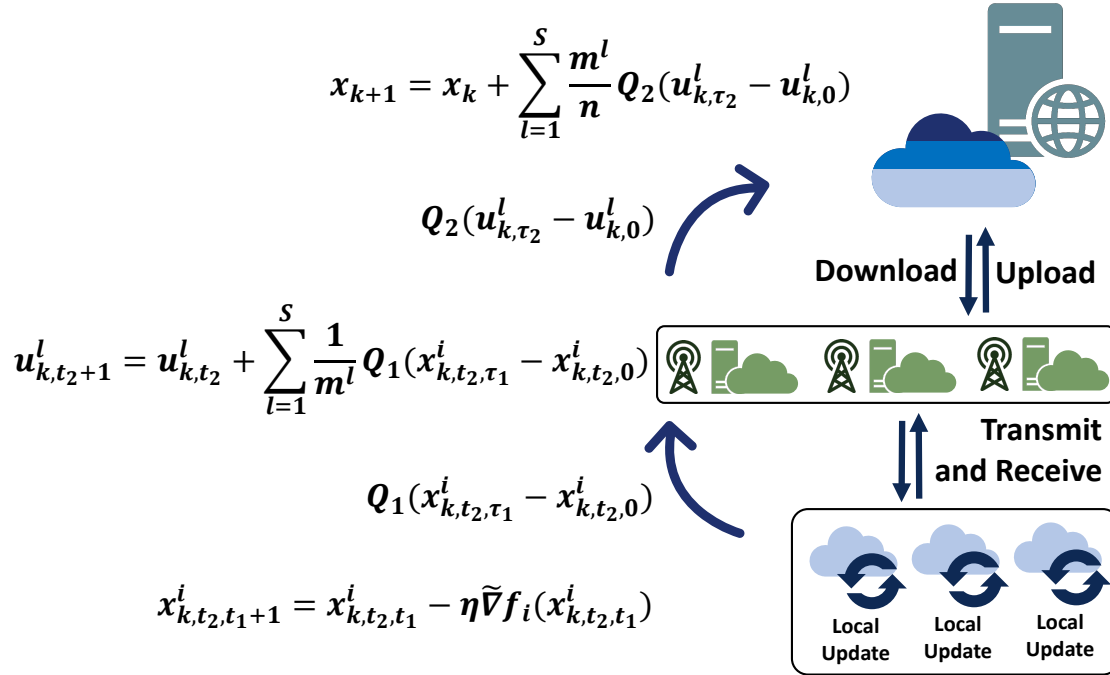 $x_{k+1} = x_k + \sum_{l=1}^{S} \frac{m^l}{n} Q_2(u^l_{k,\tau_2} - u^l_{k,0})$
$Q_2(u^l_{k,\tau_2} - u^l_{k,0})$
Download Upload
$u^l_{k,t_2+1} = u^l_{k,t_2} + \sum_{l=1}^{S} \frac{1}{m^l} Q_1(x^i_{k,t_2,\tau_1} - x^i_{k,t_2,0})$
Transmit
and Receive
$Q_1(x^i_{k,t_2,\tau_1} - x^i_{k,t_2,0})$
$x^i_{k,t_2,t_1+1} = x^i_{k,t_2,t_1} - \eta \widetilde{\nabla} f_i(x^i_{k,t_2,t_1})$
Local
Update
Local
Update
Local
Update